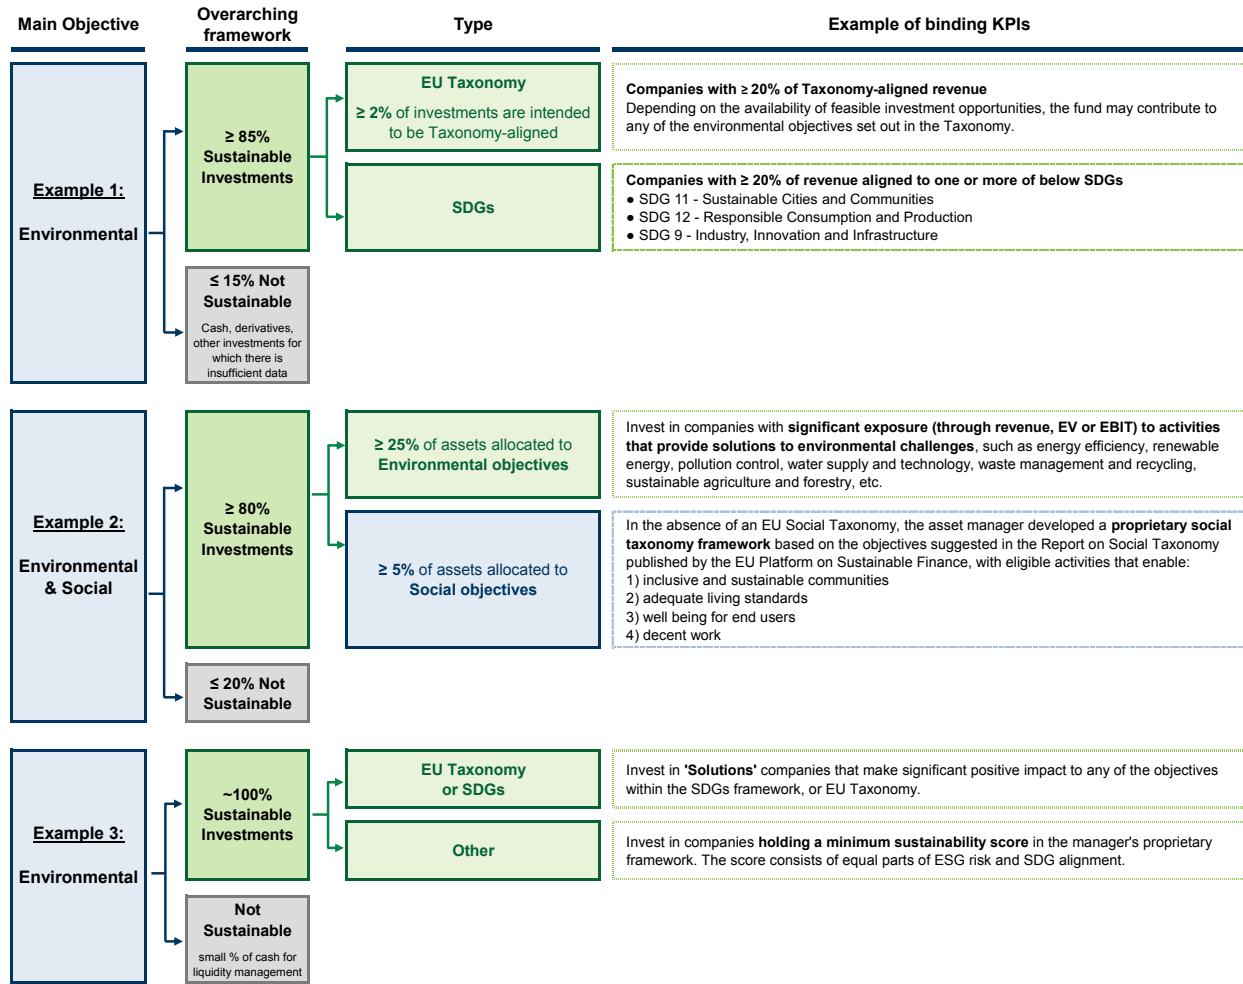 Main Objective
Overarching
framework
Type
Example of binding KPIs
Example 1:
Environmental
≥ 85%
Sustainable
Investments
EU Taxonomy
≥ 2% of investments are intended
to be Taxonomy-aligned
Companies with ≥ 20% of Taxonomy-aligned revenue
Depending on the availability of feasible investment opportunities, the fund may contribute to
any of the environmental objectives set out in the Taxonomy.
SDGs
Companies with ≥ 20% of revenue aligned to one or more of below SDGs
● SDG 11 - Sustainable Cities and Communities
● SDG 12 - Responsible Consumption and Production
● SDG 9 - Industry, Innovation and Infrastructure
≤ 15% Not
Sustainable
Cash, derivatives,
other investments for
which there is
insufficient data
Example 2:
Environmental
& Social
≥ 80%
Sustainable
Investments
≥ 25% of assets allocated to
Environmental objectives
Invest in companies with significant exposure (through revenue, EV or EBIT) to activities
that provide solutions to environmental challenges, such as energy efficiency, renewable
energy, pollution control, water supply and technology, waste management and recycling,
sustainable agriculture and forestry, etc.
≥ 5% of assets allocated to
Social objectives
In the absence of an EU Social Taxonomy, the asset manager developed a proprietary social
taxonomy framework based on the objectives suggested in the Report on Social Taxonomy
published by the EU Platform on Sustainable Finance, with eligible activities that enable:
1) inclusive and sustainable communities
2) adequate living standards
3) well being for end users
4) decent work
≤ 20% Not
Sustainable
Example 3:
Environmental
~100%
Sustainable
Investments
EU Taxonomy
or SDGs
Invest in 'Solutions' companies that make significant positive impact to any of the objectives
within the SDGs framework, or EU Taxonomy.
Other
Invest in companies holding a minimum sustainability score in the manager's proprietary
framework. The score consists of equal parts of ESG risk and SDG alignment.
Not
Sustainable
small % of cash for
liquidity management